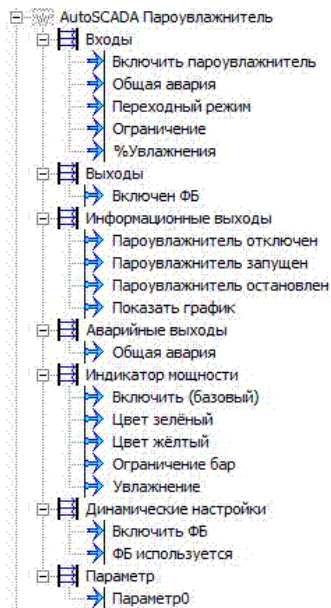 AutoSCADA Пароувлажнитель
Входы
Включить пароувлажнитель
Общая авария
Переходный режим
Ограничение
%Увлажнения
Выходы
Включен ФБ
Информационные выходы
Пароувлажнитель отключен
Пароувлажнитель запущен
Пароувлажнитель остановлен
Показать график
Аварийные выходы
Общая авария
Индикатор мощности
Включить (базовый)
Цвет зелёный
Цвет жёлтый
Ограничение бар
Увлажнение
Динамические настройки
Включить ФБ
ФБ используется
Параметр
Параметр0